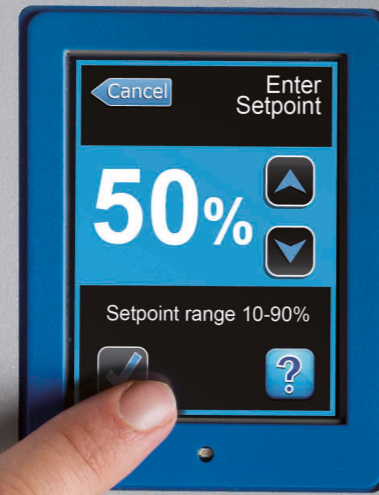 Cancel
Enter
Setpoint
50%
Setpoint range 10-90%
?